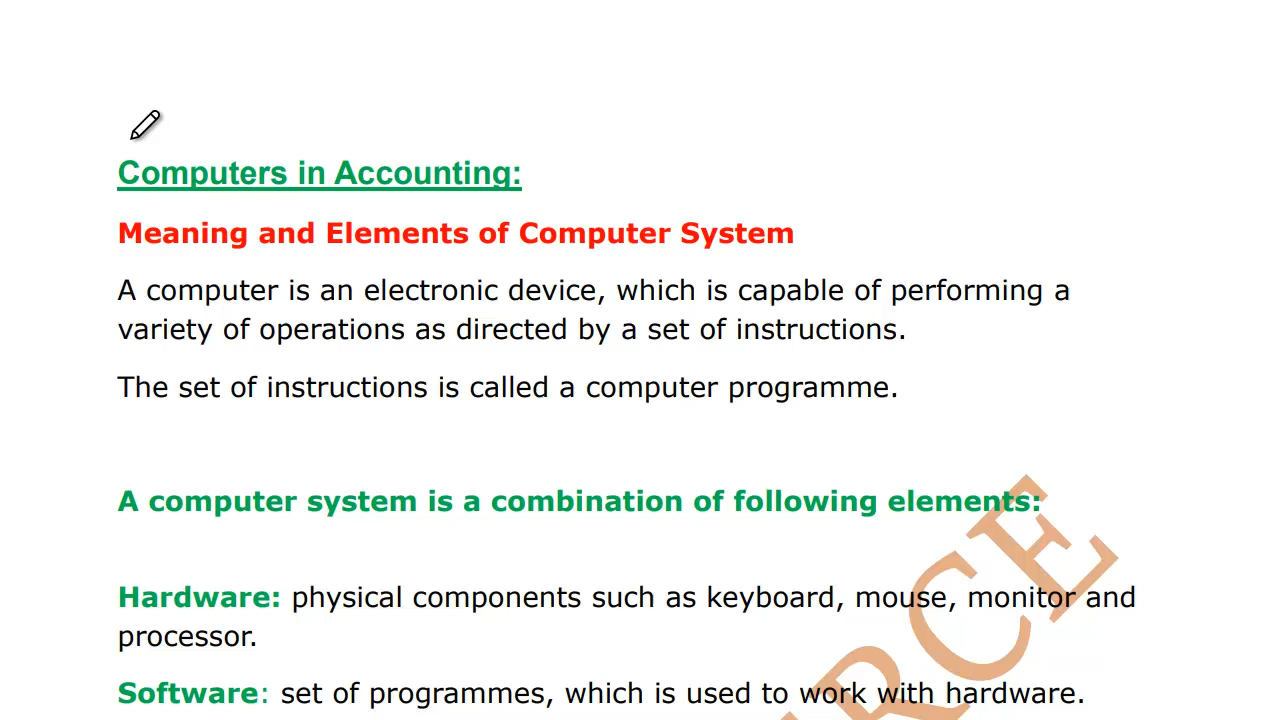 Computers in Accounting:
Meaning and Elements of Computer System
A computer is an electronic device, which is capable of performing a
variety of operations as directed by a set of instructions.
The set of instructions is called a computer programme.
A computer system is a combination of following elements:
Hardware: physical components such as keyboard, mouse, monitor and
processor.
Software: set of programmes, which is used to work with hardware.
RCE